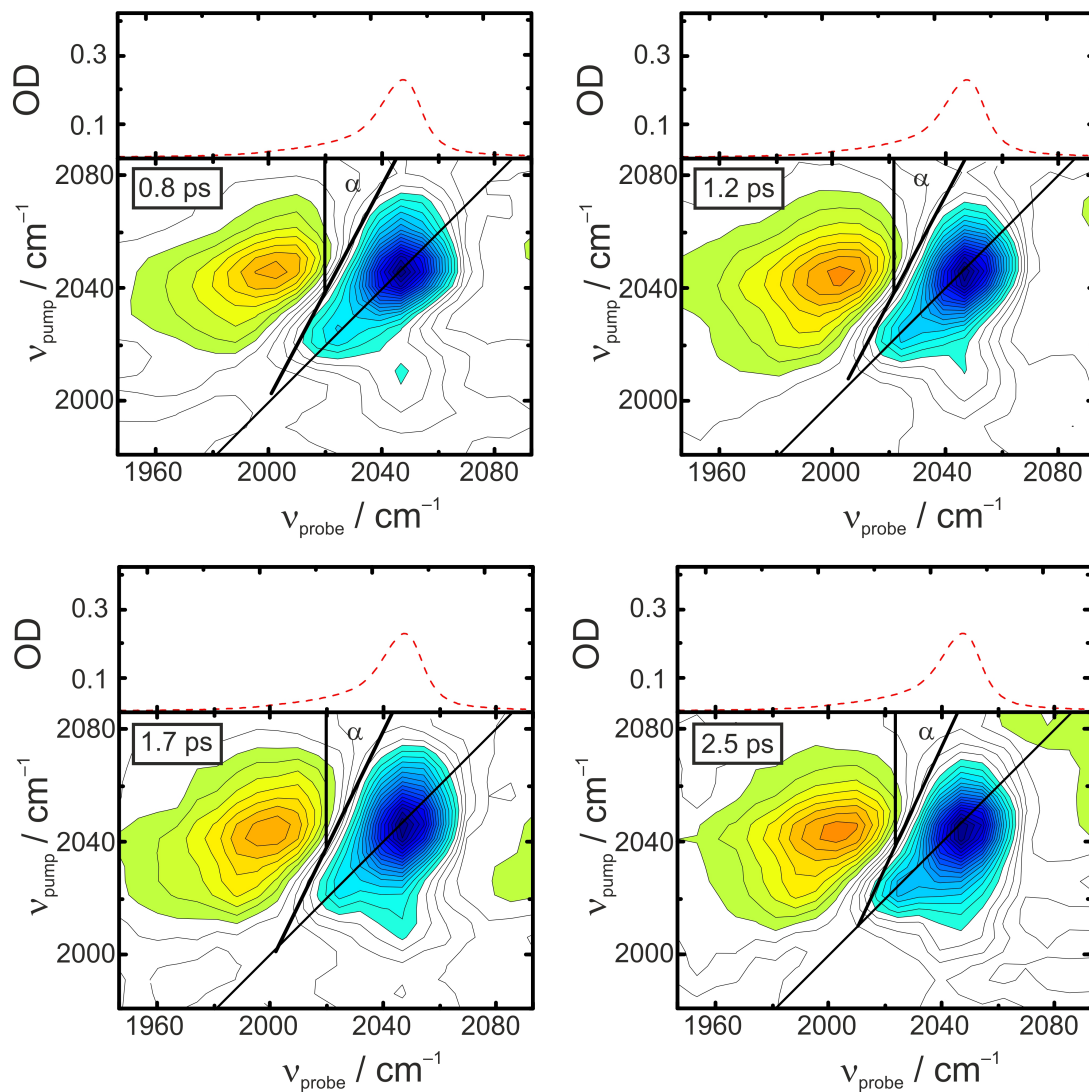 OD
0.3
0.1
0.8 ps
α
2080
2040
2000
ν_pump / cm⁻¹
1960 2000 2040 2080
ν_probe / cm⁻¹
OD
0.3
0.1
1.2 ps
α
2080
2040
2000
ν_pump / cm⁻¹
1960 2000 2040 2080
ν_probe / cm⁻¹
OD
0.3
0.1
1.7 ps
α
2080
2040
2000
ν_pump / cm⁻¹
1960 2000 2040 2080
ν_probe / cm⁻¹
OD
0.3
0.1
2.5 ps
α
2080
2040
2000
ν_pump / cm⁻¹
1960 2000 2040 2080
ν_probe / cm⁻¹